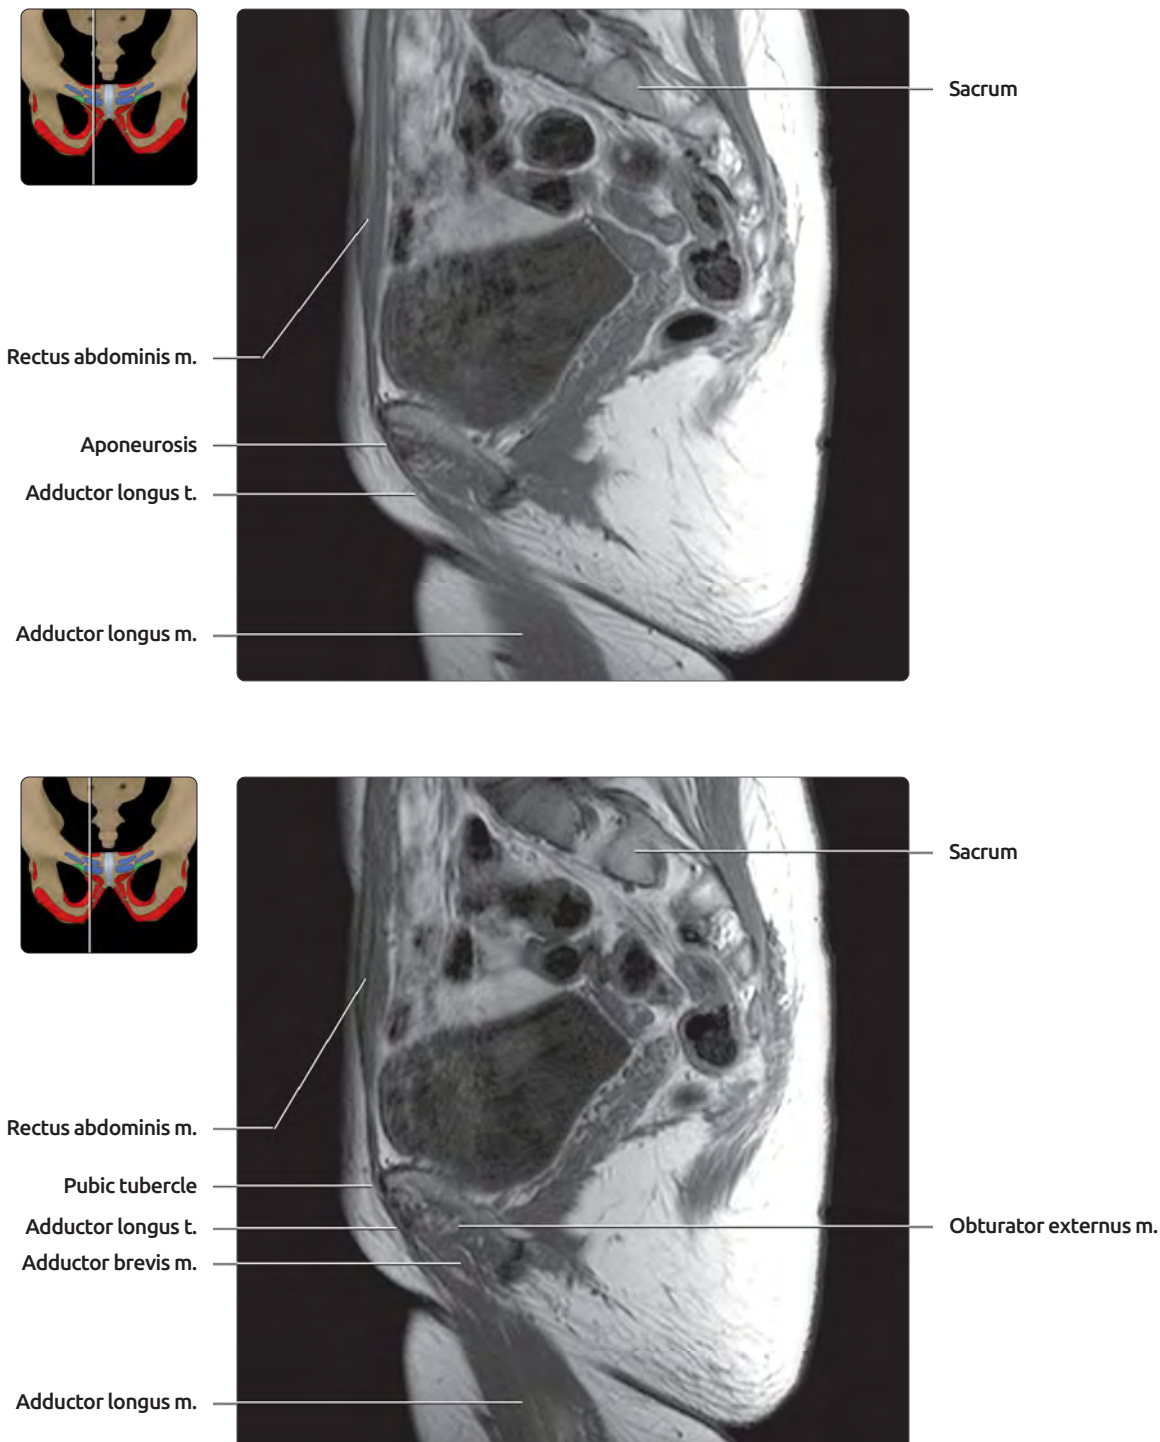 Sacrum
Rectus abdominis m.
Aponeurosis
Adductor longus t.
Adductor longus m.
Sacrum
Rectus abdominis m.
Pubic tubercle
Adductor longus t.
Obturator externus m.
Adductor brevis m.
Adductor longus m.